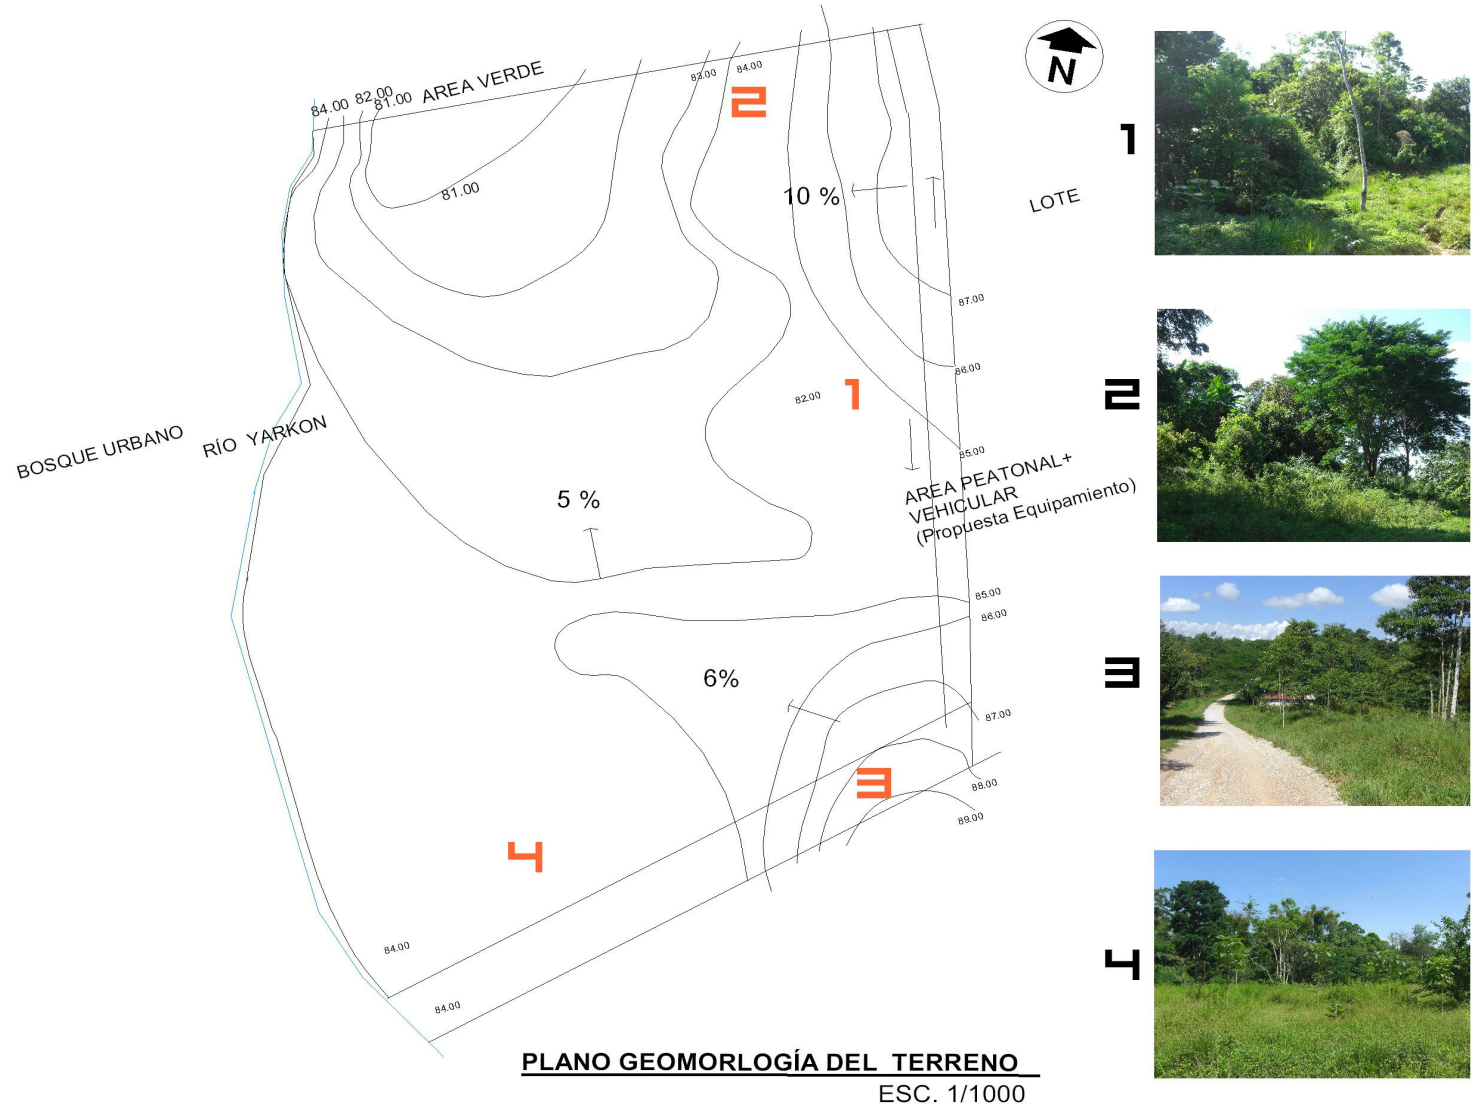 84.00
82.00
81.00
AREA VERDE
83.00
84.00
2
N
1
81.00
10 %
LOTE
87.00
86.00
82.00
1
2
BOSQUE URBANO
RÍO YARKON
85.00
AREA PEATONAL+
VEHICULAR
(Propuesta Equipamiento)
5 %
85.00
86.00
6%
3
87.00
3
88.00
89.00
4
84.00
4
84.00
PLANO GEOMORLOGÍA DEL TERRENO
ESC. 1/1000